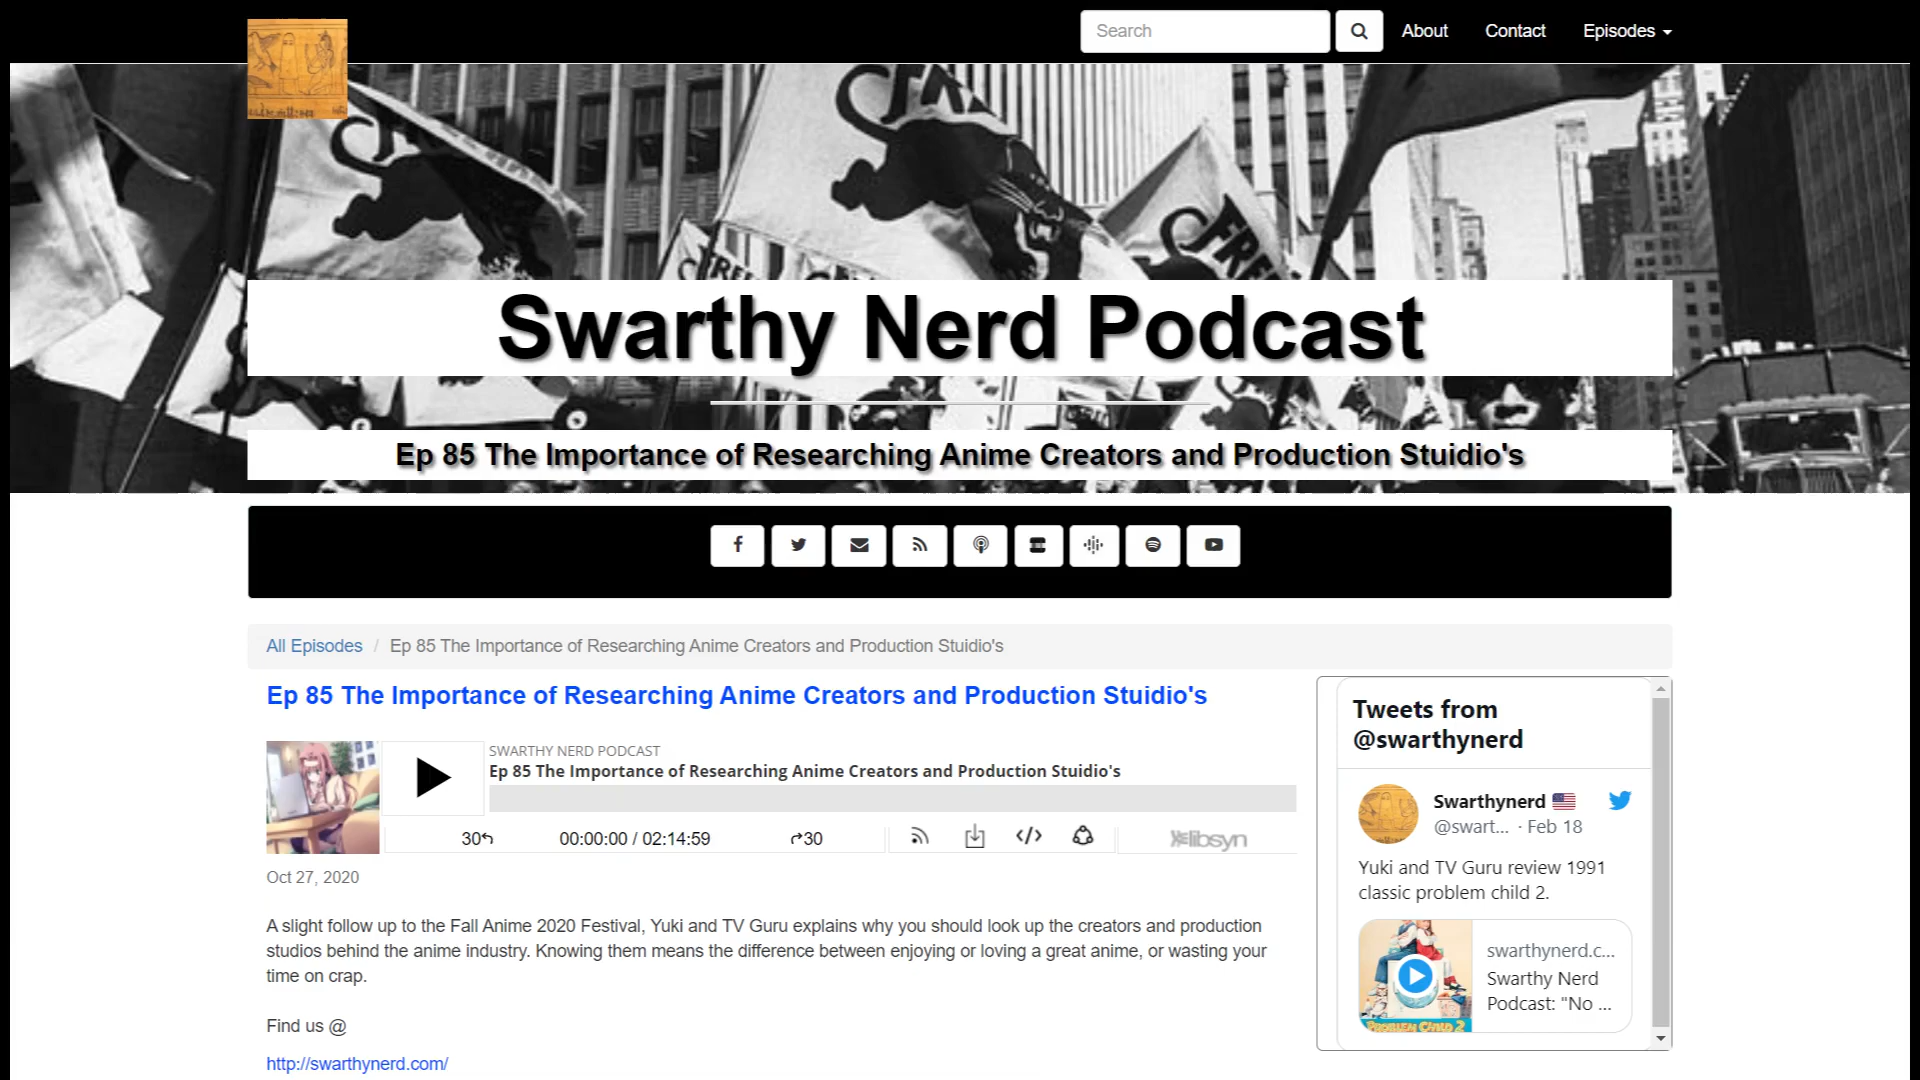 Search
About
Contact
Episodes
FREE
FREE
Swarthy Nerd Podcast
Ep 85 The Importance of Researching Anime Creators and Production Stuidio's
All Episodes / Ep 85 The Importance of Researching Anime Creators and Production Stuidio's
Ep 85 The Importance of Researching Anime Creators and Production Stuidio's
SWARTHY NERD PODCAST
Ep 85 The Importance of Researching Anime Creators and Production Stuidio's
30
00:00:00 / 02:14:59
30
libsyn
Oct 27, 2020
A slight follow up to the Fall Anime 2020 Festival, Yuki and TV Guru explains why you should look up the creators and production
studios behind the anime industry. Knowing them means the difference between enjoying or loving a great anime, or wasting your
time on crap.
Find us @
http://swarthynerd.com/
Tweets from
@swarthynerd
Swarthynerd
@swart... · Feb 18
Yuki and TV Guru review 1991
classic problem child 2.
swarthynerd.c...
Swarthy Nerd
Podcast: "No ...
PROBLEM CHILD 2